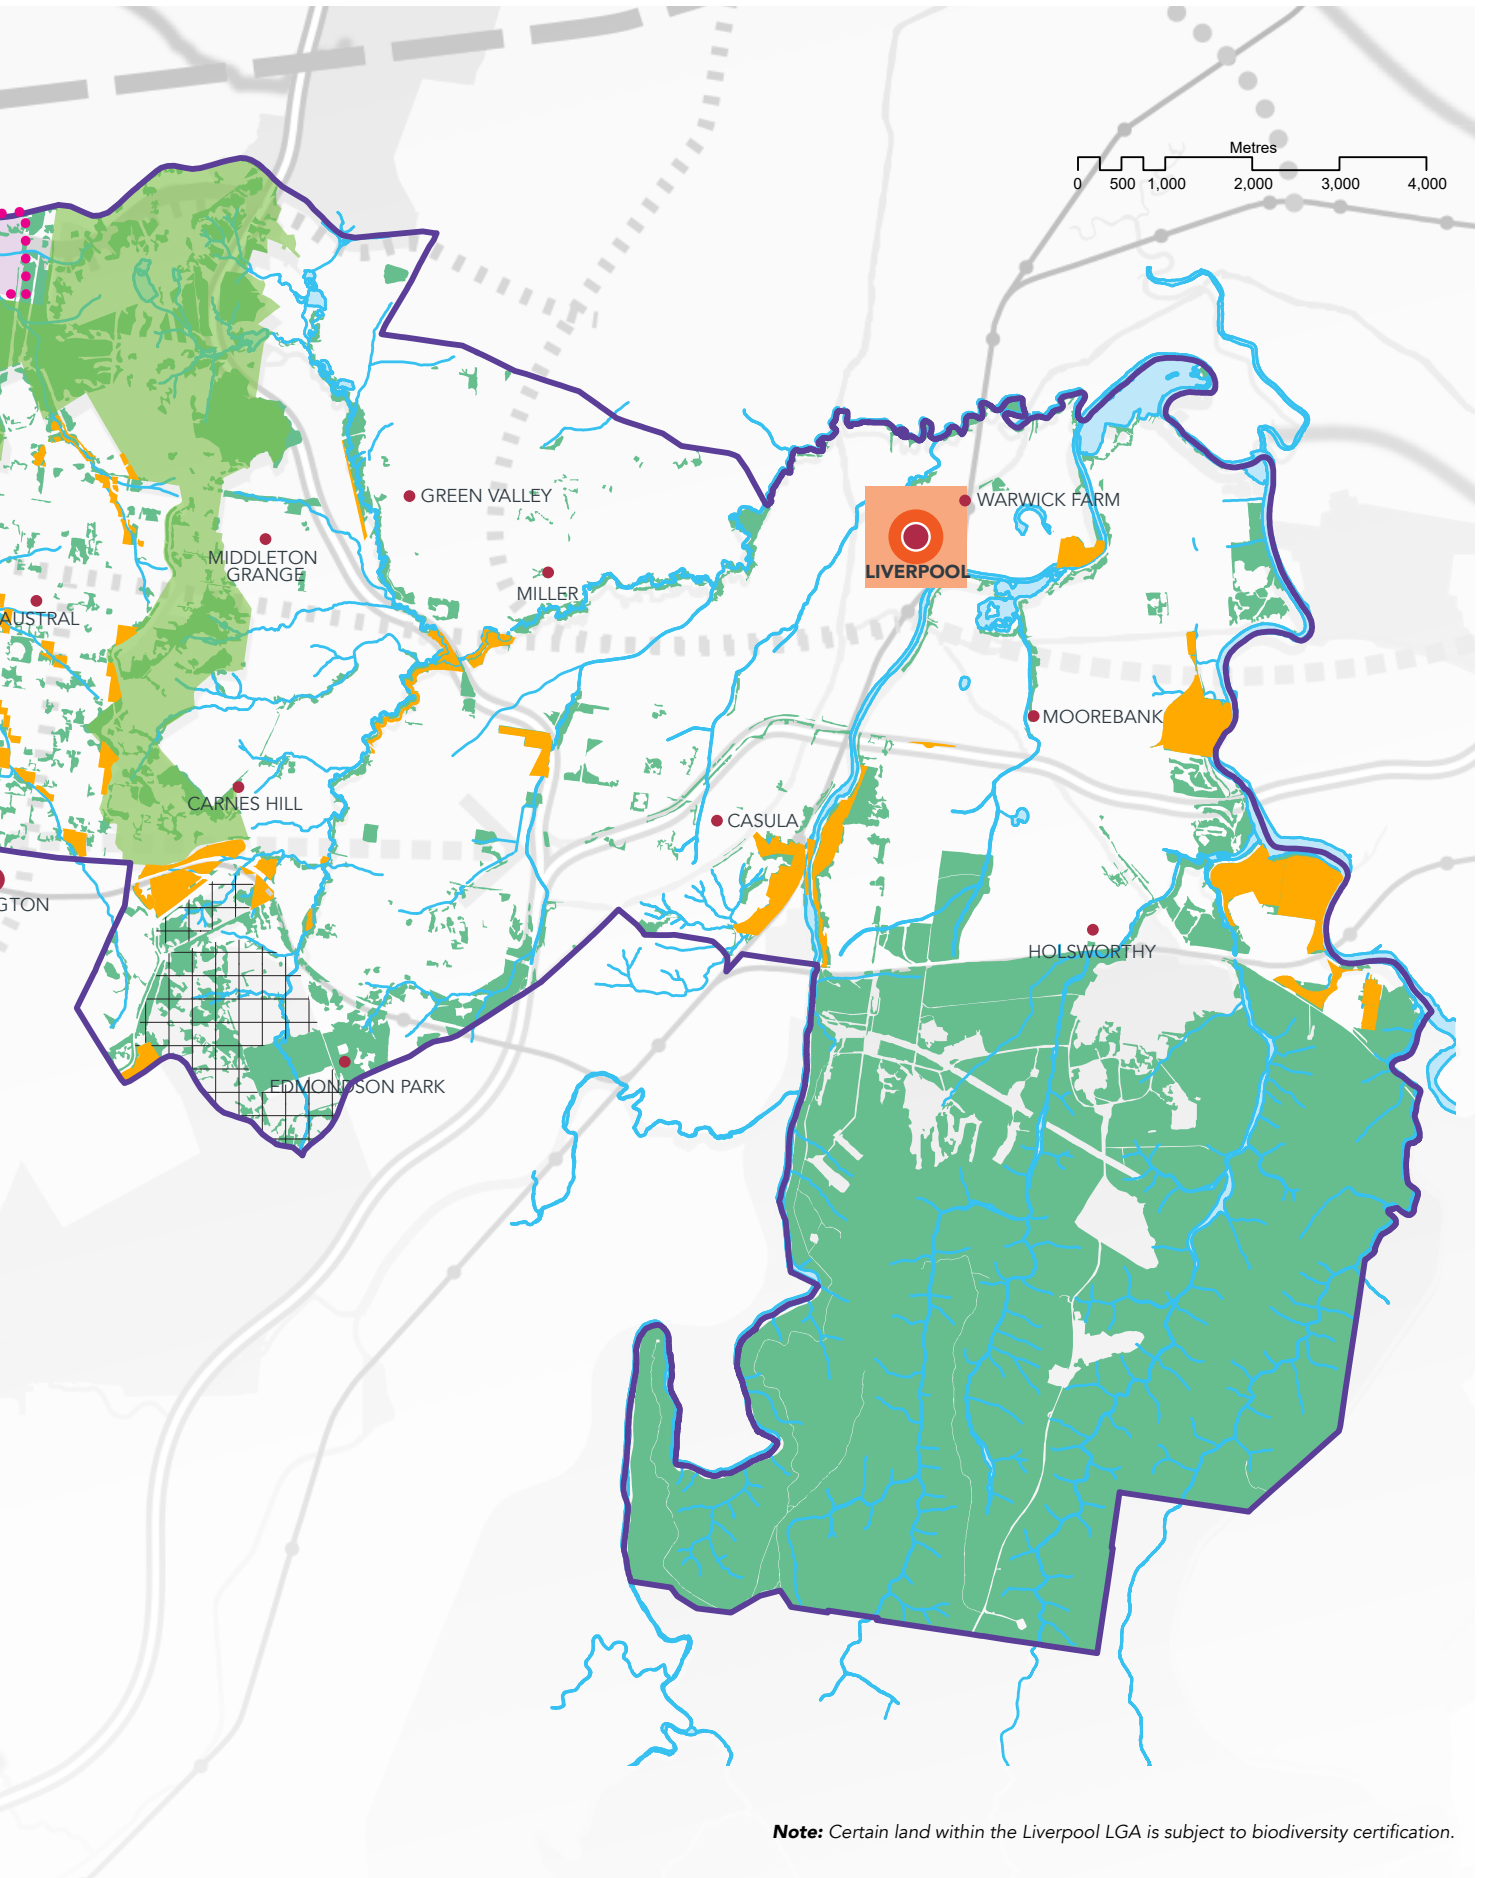 Metres
0 500 1,000 2,000 3,000 4,000
GREEN VALLEY
WARWICK FARM
MIDDLETON
GRANGE
LIVERPOOL
MILLER
AUSTRAL
MOOREBANK
CARNES HILL
CASULA
GTON
HOLSWORTHY
EDMONDSON PARK
Note: Certain land within the Liverpool LGA is subject to biodiversity certification.